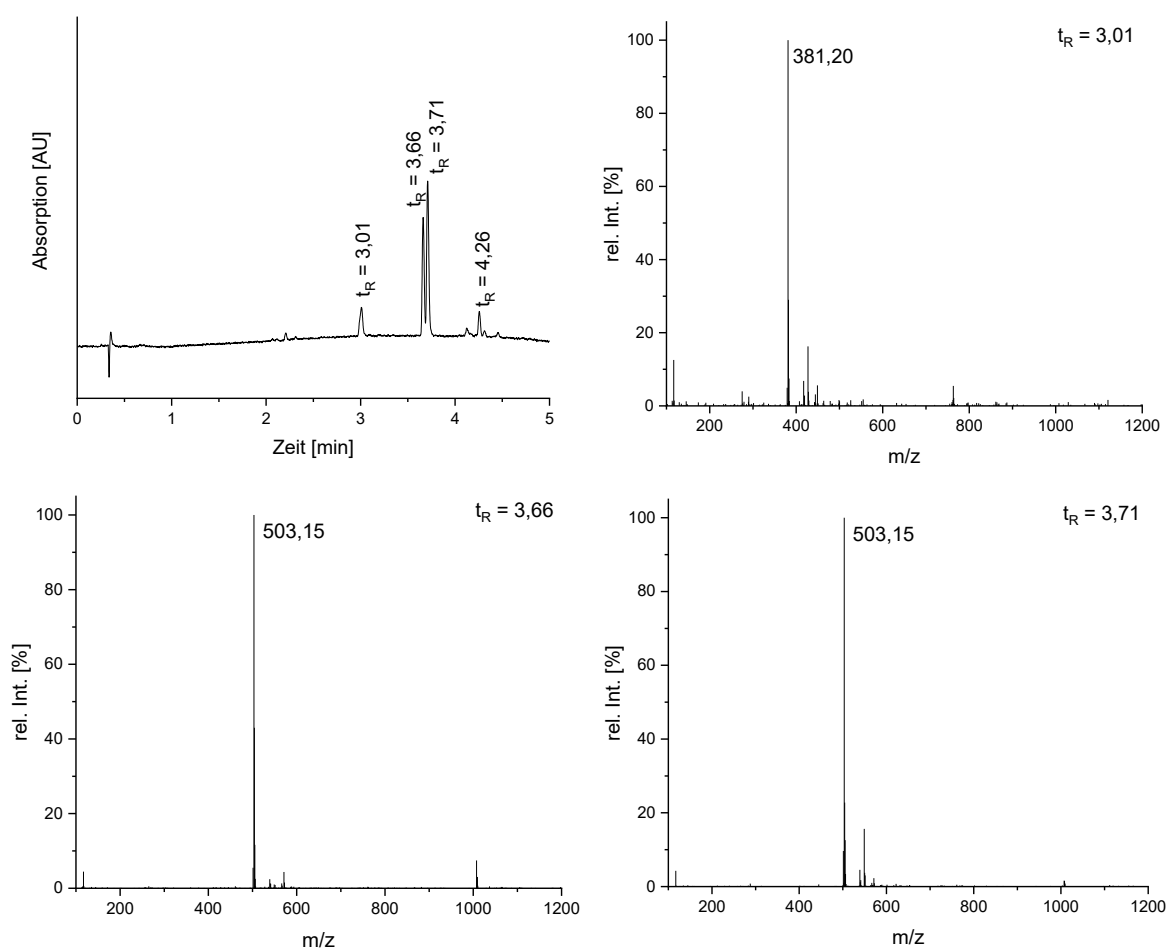 Absorption [AU]
t_R = 3,01
t_R = 3,66
t_R = 3,71
t_R = 4,26
0 1 2 3 4 5
Zeit [min]
t_R = 3,01
rel. Int. [%]
100
80
60
40
20
0
381,20
200 400 600 800 1000 1200
m/z
t_R = 3,66
rel. Int. [%]
100
80
60
40
20
0
503,15
200 400 600 800 1000 1200
m/z
t_R = 3,71
rel. Int. [%]
100
80
60
40
20
0
503,15
200 400 600 800 1000 1200
m/z